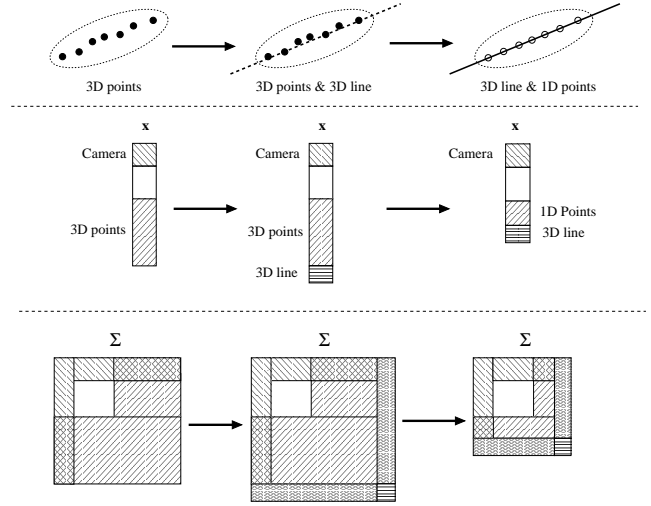 3D points
3D points & 3D line
3D line & 1D points
x
x
x
Camera
Camera
Camera
3D points
3D points
1D Points
3D line
3D line
Σ
Σ
Σ